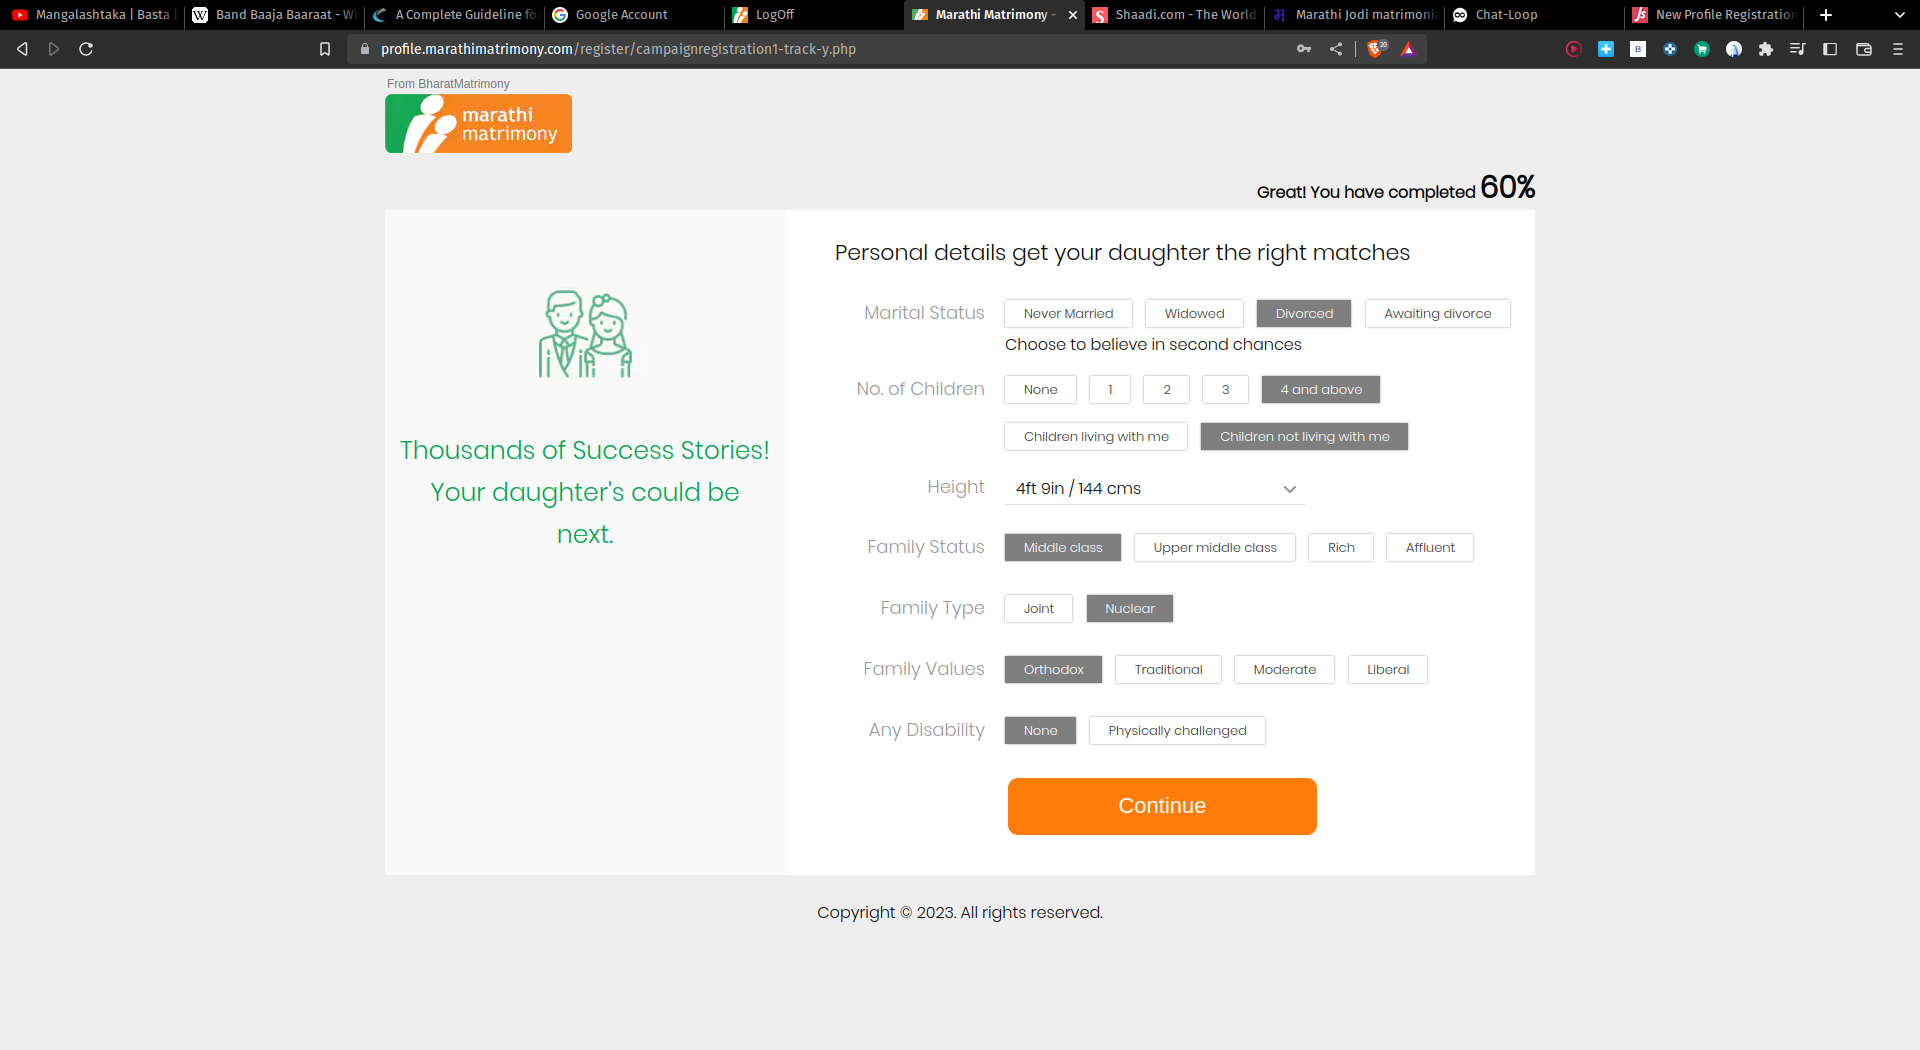 Mangalashtaka | Basta
Band Baaja Baaraat - Wi
A Complete Guideline fo
Google Account
LogOff
Marathi Matrimony -
Shaadi.com - The World
Marathi Jodi matrimonia
Chat-Loop
New Profile Registration
profile.marathimatrimony.com/register/campaignregistration1-track-y.php
20
From BharatMatrimony
marathi
matrimony
Great! You have completed 60%
Thousands of Success Stories!
Your daughter's could be
next.
Personal details get your daughter the right matches
Marital Status Never Married Widowed Divorced Awaiting divorce
Choose to believe in second chances
No. of Children None 1 2 3 4 and above
Children living with me Children not living with me
Height 4ft 9in / 144 cms
Family Status Middle class Upper middle class Rich Affluent
Family Type Joint Nuclear
Family Values Orthodox Traditional Moderate Liberal
Any Disability None Physically challenged
Continue
Copyright © 2023. All rights reserved.